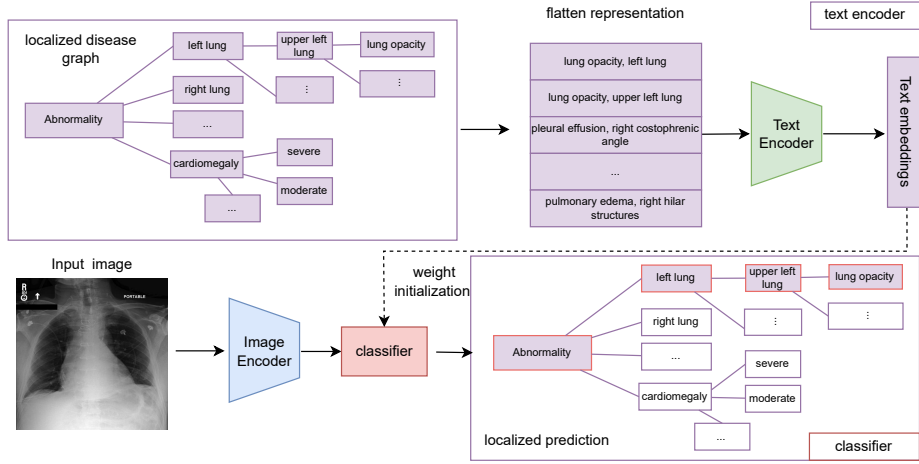 localized disease
graph
left lung
upper left
lung
lung opacity
⋮
⋮
right lung
Abnormality
...
cardiomegaly
severe
moderate
...
flatten representation
lung opacity, left lung
lung opacity, upper left lung
pleural effusion, right costophrenic
angle
...
pulmonary edema, right hilar
structures
Text
Encoder
text encoder
Text embeddings
Input image
PORTABLE
Image
Encoder
classifier
weight
initialization
left lung
upper left
lung
lung opacity
⋮
⋮
right lung
Abnormality
...
cardiomegaly
severe
moderate
...
localized prediction
classifier